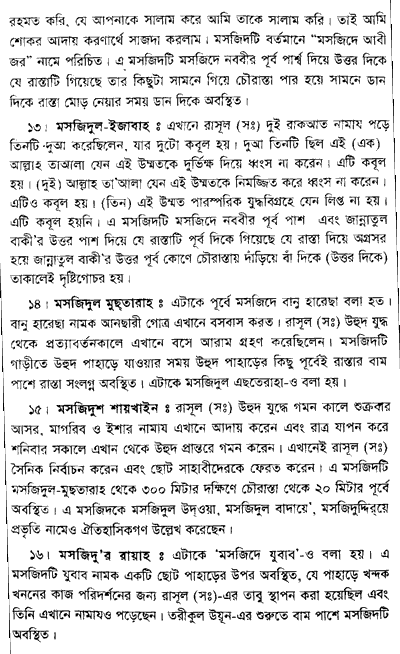 রহমত করি, যে আপনাকে সালাম করে আমি তাকে সালাম করি। তাই আমি
শোকর আদায় করণার্থে সাজদা করলাম। মসজিদটি বর্তমানে “মসজিদে আবী
জর” নামে পরিচিত। এ মসজিদটি মসজিদে নববীর পূর্ব পার্শ্ব দিয়ে উত্তর দিকে
যে রাস্তাটি গিয়েছে তার কিছুটা সামনে গিয়ে চৌরাস্তা পার হয়ে সামনে ডান
দিকে রাস্তা মোড় নেয়ার সময় ডান দিকে অবস্থিত।
১৩। মসজিদুল-ইজাবাহ ঃ এখানে রাসূল (সঃ) দুই রাকআত নামায পড়ে
তিনটি দুআ করেছিলেন, যার দুটো কবূল হয়। দুআ তিনটি ছিল এই (এক)
আল্লাহ তাআলা যেন এই উম্মতকে দুর্ভিক্ষ দিয়ে ধ্বংস না করেন। এটি কবূল
হয়। (দুই) আল্লাহ তা'আলা যেন এই উম্মতকে নিমজ্জিত করে ধ্বংস না করেন।
এটিও কবূল হয়। (তিন) এই উম্মত পারস্পরিক যুদ্ধবিগ্রহে যেন লিপ্ত না হয়।
এটি কবূল হয়নি। এ মসজিদটি মসজিদে নববীর পূর্ব পাশ এবং জান্নাতুল
বাকী'র উত্তর পাশ দিয়ে যে রাস্তাটি পূর্ব দিকে গিয়েছে যে রাস্তা দিয়ে অগ্রসর
হয়ে জান্নাতুল বাকী'র উত্তর পূর্ব কোণে চৌরাস্তায় দাঁড়িয়ে বাঁ দিকে (উত্তর দিকে)
তাকালেই দৃষ্টিগোচর হয়।
১৪। মসজিদুল মুছতারাহ ঃ এটাকে পূর্বে মসজিদে বানু হারেছা বলা হত।
বানু হারেছা নামক আনছারী গোত্র এখানে বসবাস করত। রাসূল (সঃ) উহুদ যুদ্ধ
থেকে প্রত্যাবর্তনকালে এখানে বসে আরাম গ্রহণ করেছিলেন। মসজিদটি
গাড়ীতে উহুদ পাহাড়ে যাওয়ার সময় উহুদ পাহাড়ের কিছু পূর্বেই রাস্তার বাম
পাশে রাস্তা সংলগ্ন অবস্থিত। এটাকে মসজিদুল এছতেরাহা-ও বলা হয়।
১৫। মসজিদুশ শায়খাইন ঃ রাসূল (সঃ) উহুদ যুদ্ধে গমন কালে শুক্রবার
আসর, মাগরিব ও ইশার নামায এখানে আদায় করেন এবং রাত্র যাপন করে
শনিবার সকালে এখান থেকে উহুদ প্রান্তরে গমন করেন। এখানেই রাসূল (সঃ)
সৈনিক নির্বাচন করেন এবং ছোট সাহাবীদেরকে ফেরত করেন। এ মসজিদটি
মসজিদুল-মুছতারাহ থেকে ৩০০ মিটার দক্ষিণে চৌরাস্তা থেকে ২০ মিটার পূর্বে
অবস্থিত। এ মসজিদকে মসজিদুল উদ্ওয়া, মসজিদুল বাদায়ে', মসজিদুদ্দিরয়ে
প্রভৃতি নামেও ঐতিহাসিকগণ উল্লেখ করেছেন।
১৬। মসজিদু'র রায়াহ ঃ এটাকে ‘মসজিদে যুবাব’-ও বলা হয়। এ
মসজিদটি যুবাব নামক একটি ছোট পাহাড়ের উপর অবস্থিত, যে পাহাড়ে খন্দক
খননের কাজ পরিদর্শনের জন্য রাসূল (সঃ)-এর তাবু স্থাপন করা হয়েছিল এবং
তিনি এখানে নামাযও পড়েছেন। তরীকুল উয়ূন-এর শুরুতে বাম পাশে মসজিদটি
অবস্থিত।